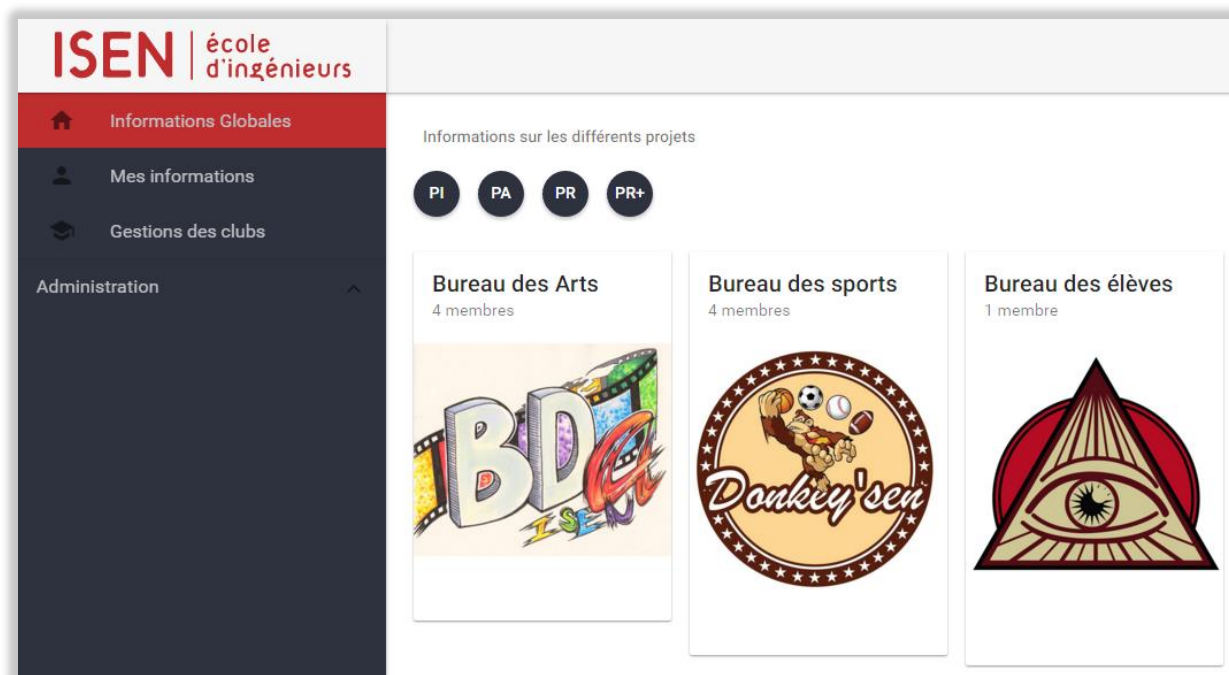 ISEN
école
d'ingénieurs
Informations Globales
Mes informations
Gestions des clubs
Administration
Informations sur les différents projets
PI PA PR PR+
Bureau des Arts
4 membres
BDA
ISEN
Bureau des sports
4 membres
Donkey'sen
Bureau des élèves
1 membre